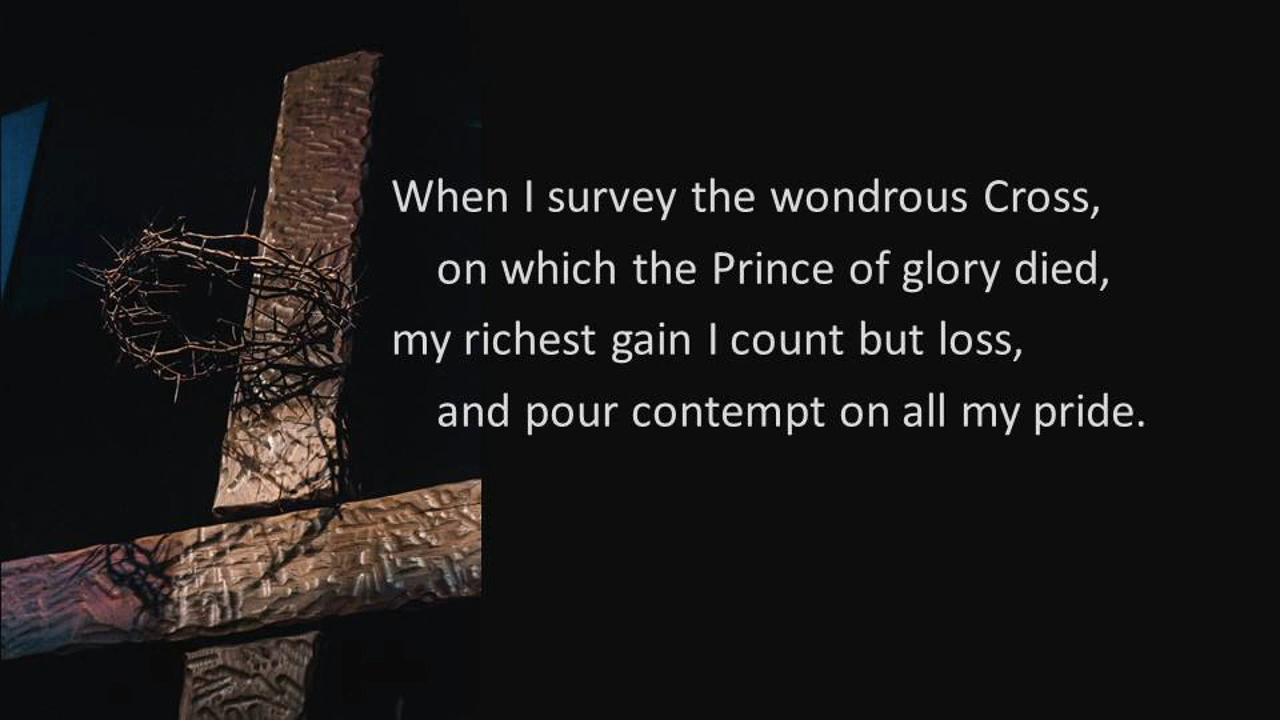 When I survey the wondrous Cross,
on which the Prince of glory died,
my richest gain I count but loss,
and pour contempt on all my pride.